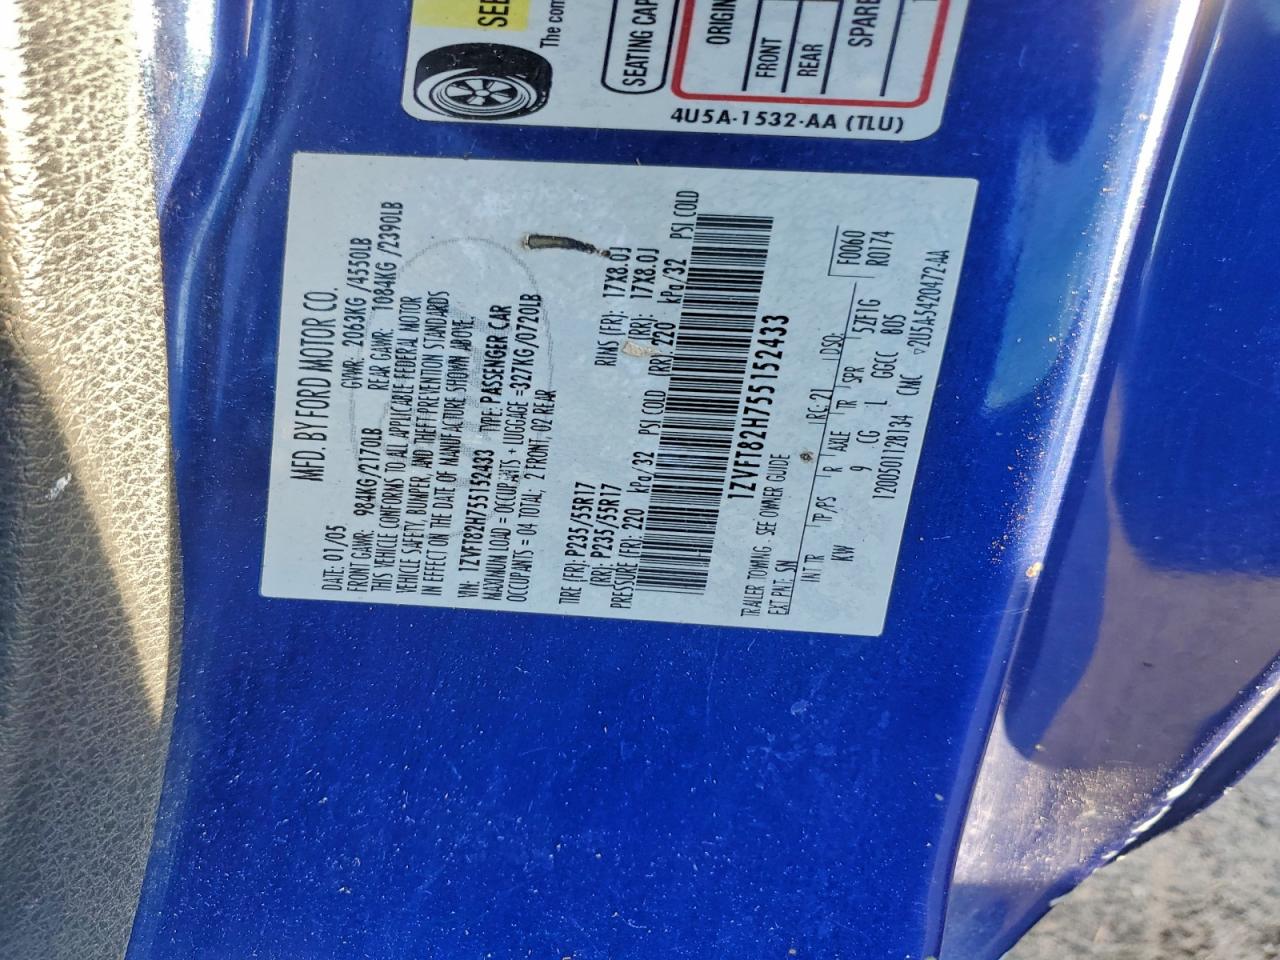 SEE
The com
SEATING CAP
ORIGIN
FRONT
REAR
SPARE
4U5A-1532-AA (TLU)
MFD. BY FORD MOTOR CO.
DATE: 01/05 GVWR: 2063KG /4550LB
FRONT GAWR: 984KG/2170LB REAR GAWR: 1084KG /2390LB
THIS VEHICLE CONFORMS TO ALL APPLICABLE FEDERAL MOTOR
VEHICLE SAFETY, BUMPER, AND THEFT PREVENTION STANDARDS
IN EFFECT ON THE DATE OF MANUFACTURE SHOWN ABOVE.
VIN: 1ZVFT82H755152433 TYPE: PASSENGER CAR
MAXIMUM LOAD = OCCUPANTS + LUGGAGE =327KG/0720LB
OCCUPANTS = 04 TOTAL; 2 FRONT, 02 REAR
TIRE (FR): P235/55R17 RIMS (FR): 17X8.0J
(RR): P235/55R17 (RR): 17X8.0J
PRESSURE (FR): 220 kPa/32 PSI COLD RR: 220 kPa/32 PSI COLD
1ZVFT82H755152433
TRAILER TOWING - SEE OWNER GUIDE
EXT PNT: SN RC: 21 DSO: F0060
INT TR TP/PS R AXLE TR SPR 5ZF1G R0174
KW 9 CG L GGCC 805
1200501128134 CNC ▽2U5A-5420472-AA